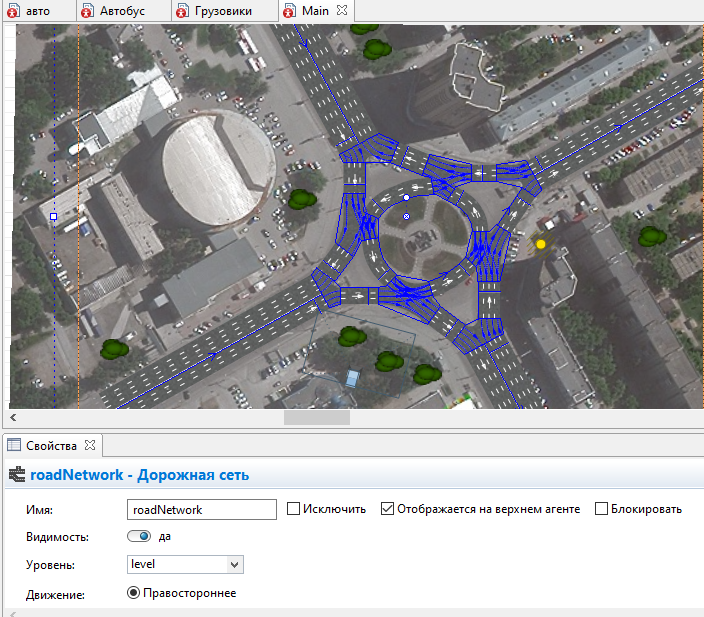 авто Автобус Грузовики Main
Свойства
roadNetwork - Дорожная сеть
Имя: roadNetwork Исключить Отображается на верхнем агенте Блокировать
Видимость: да
Уровень: level
Движение: Правостороннее